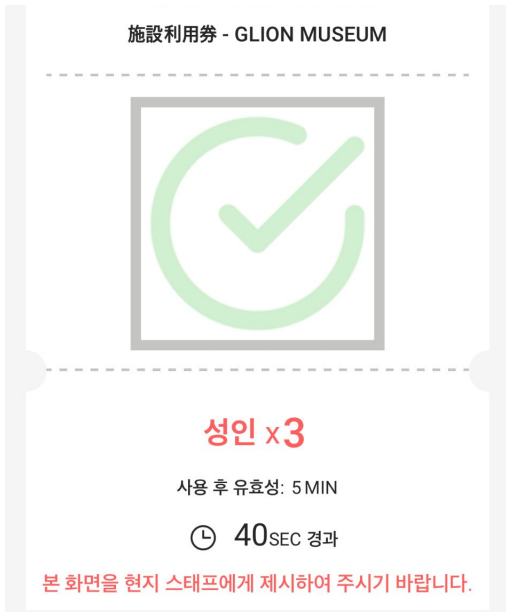 施設利用券 - GLION MUSEUM
성인 x3
사용 후 유효성: 5 MIN
40SEC 경과
본 화면을 현지 스태프에게 제시하여 주시기 바랍니다.